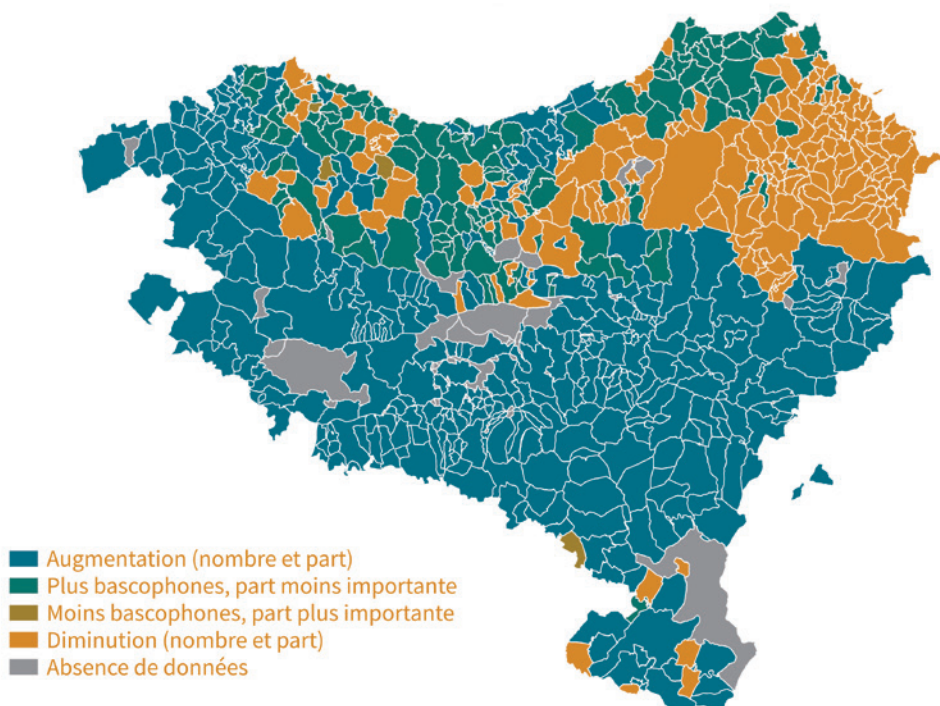 Augmentation (nombre et part)
Plus bascophones, part moins importante
Moins bascophones, part plus importante
Diminution (nombre et part)
Absence de données